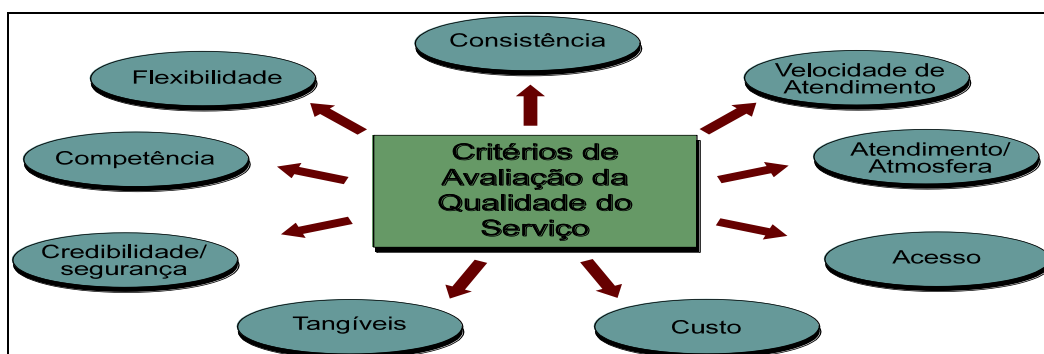 Consistência
Flexibilidade
Velocidade de
Atendimento
Competência
Critérios de
Avaliação da
Qualidade do
Serviço
Atendimento/
Atmosfera
Credibilidade/
segurança
Acesso
Tangíveis
Custo